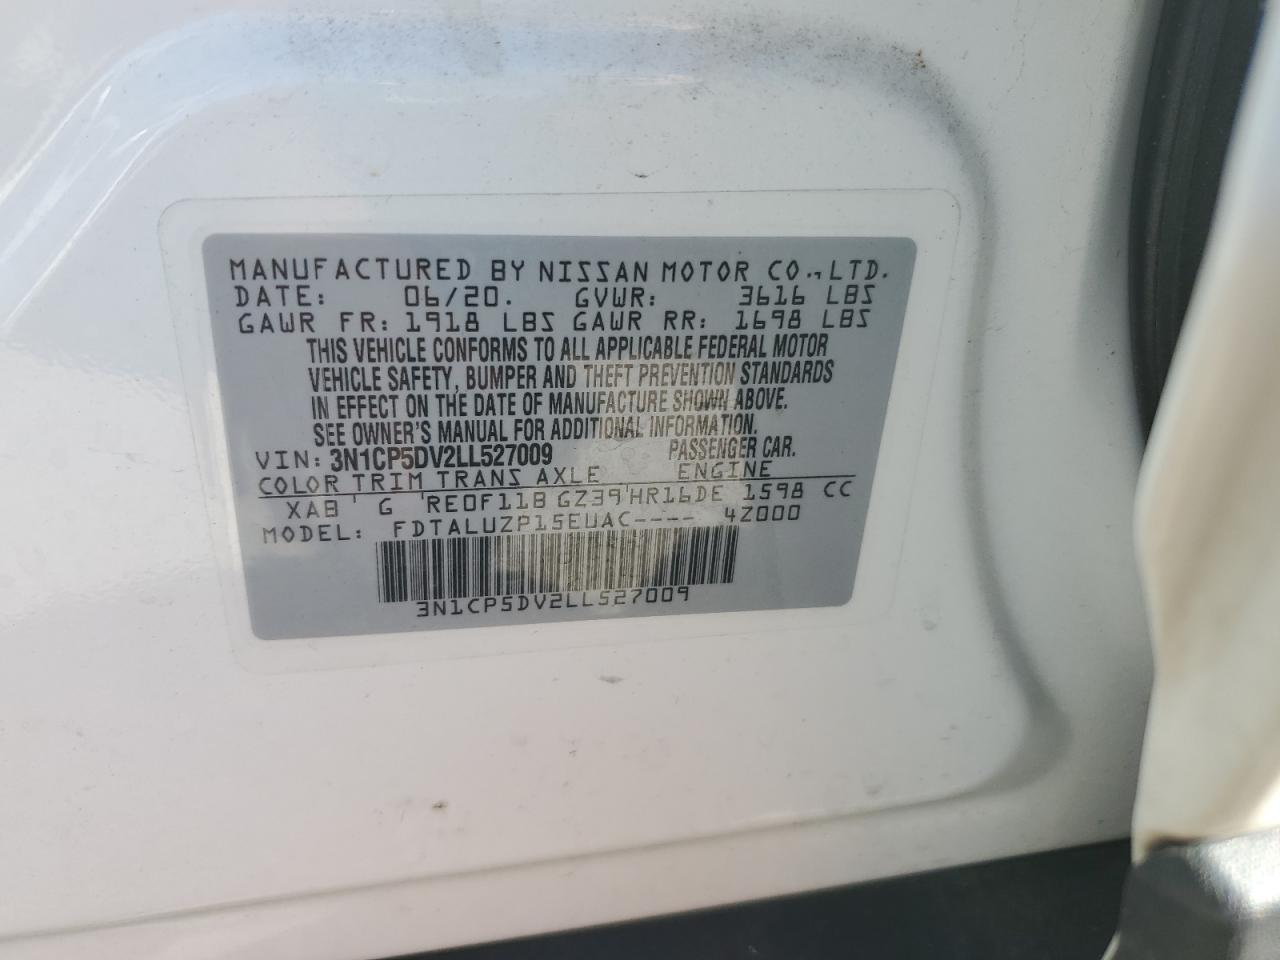 MANUFACTURED BY NISSAN MOTOR CO., LTD.
DATE: 06/20. GVWR: 3616 LBS
GAWR FR: 1918 LBS GAWR RR: 1698 LBS
THIS VEHICLE CONFORMS TO ALL APPLICABLE FEDERAL MOTOR
VEHICLE SAFETY, BUMPER AND THEFT PREVENTION STANDARDS
IN EFFECT ON THE DATE OF MANUFACTURE SHOWN ABOVE.
SEE OWNER'S MANUAL FOR ADDITIONAL INFORMATION.
VIN: 3N1CP5DV2LL527009 PASSENGER CAR.
COLOR TRIM TRANS AXLE ENGINE
XAB G RE0F11B GZ39 HR16DE 1598 CC
MODEL: FDTALUZP15EUAC---- 4Z000
3N1CP5DV2LL527009